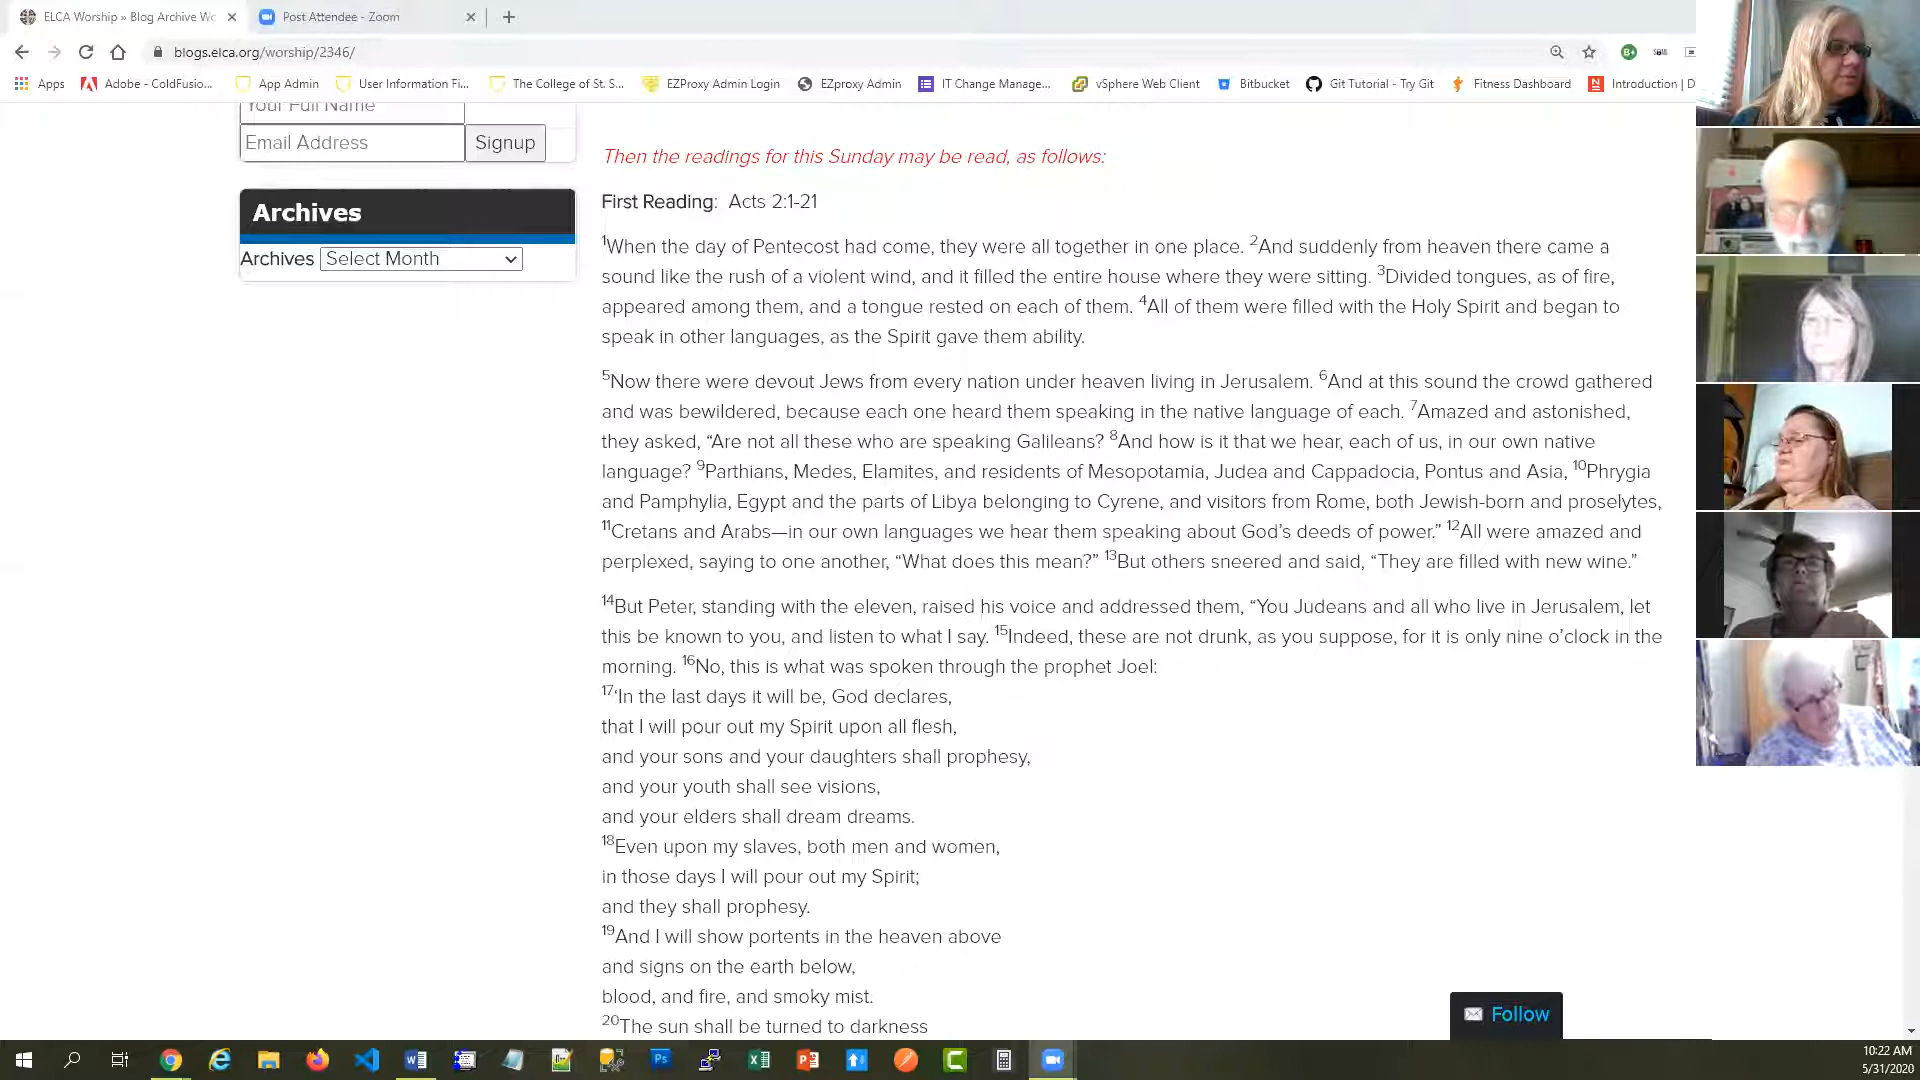 ELCA Worship » Blog Archive Wo
Post Attendee - Zoom
blogs.elca.org/worship/2346/
Apps
Adobe - ColdFusio...
App Admin
User Information Fi...
The College of St. S...
EZProxy Admin Login
EZproxy Admin
IT Change Manage...
vSphere Web Client
Bitbucket
Git Tutorial - Try Git
Fitness Dashboard
Introduction | D
Your Full Name
Email Address
Signup
Archives
Archives Select Month
Then the readings for this Sunday may be read, as follows:
First Reading: Acts 2:1-21
1When the day of Pentecost had come, they were all together in one place. 2And suddenly from heaven there came a
sound like the rush of a violent wind, and it filled the entire house where they were sitting. 3Divided tongues, as of fire,
appeared among them, and a tongue rested on each of them. 4All of them were filled with the Holy Spirit and began to
speak in other languages, as the Spirit gave them ability.
5Now there were devout Jews from every nation under heaven living in Jerusalem. 6And at this sound the crowd gathered
and was bewildered, because each one heard them speaking in the native language of each. 7Amazed and astonished,
they asked, “Are not all these who are speaking Galileans? 8And how is it that we hear, each of us, in our own native
language? 9Parthians, Medes, Elamites, and residents of Mesopotamia, Judea and Cappadocia, Pontus and Asia, 10Phrygia
and Pamphylia, Egypt and the parts of Libya belonging to Cyrene, and visitors from Rome, both Jewish-born and proselytes,
11Cretans and Arabs—in our own languages we hear them speaking about God’s deeds of power.” 12All were amazed and
perplexed, saying to one another, “What does this mean?” 13But others sneered and said, “They are filled with new wine.”
14But Peter, standing with the eleven, raised his voice and addressed them, “You Judeans and all who live in Jerusalem, let
this be known to you, and listen to what I say. 15Indeed, these are not drunk, as you suppose, for it is only nine o’clock in the
morning. 16No, this is what was spoken through the prophet Joel:
17‘In the last days it will be, God declares,
that I will pour out my Spirit upon all flesh,
and your sons and your daughters shall prophesy,
and your youth shall see visions,
and your elders shall dream dreams.
18Even upon my slaves, both men and women,
in those days I will pour out my Spirit;
and they shall prophesy.
19And I will show portents in the heaven above
and signs on the earth below,
blood, and fire, and smoky mist.
20The sun shall be turned to darkness
Follow
10:22 AM
5/31/2020